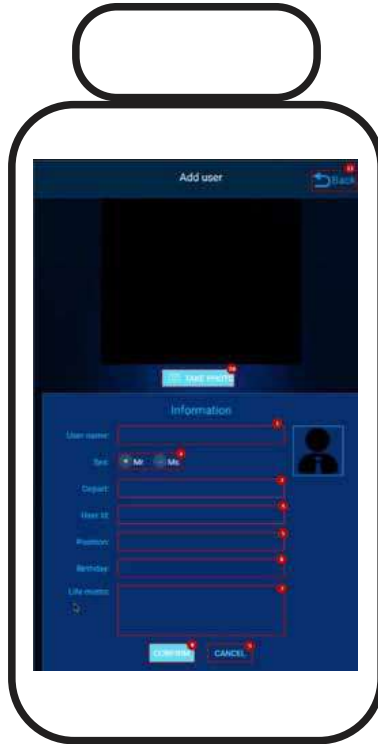 Add user
Back
TAKE PHOTO
Information
User name:
Sex:
Mr
Ms
Depart:
User Id:
Position:
Birthday:
Life motto:
CONFIRM
CANCEL